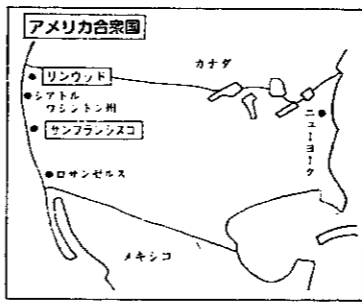 アメリカ合衆国
カナダ
リンウッド
シアトル
ワシントン州
サンフランシスコ
ニューヨーク
ロサンゼルス
メキシコ